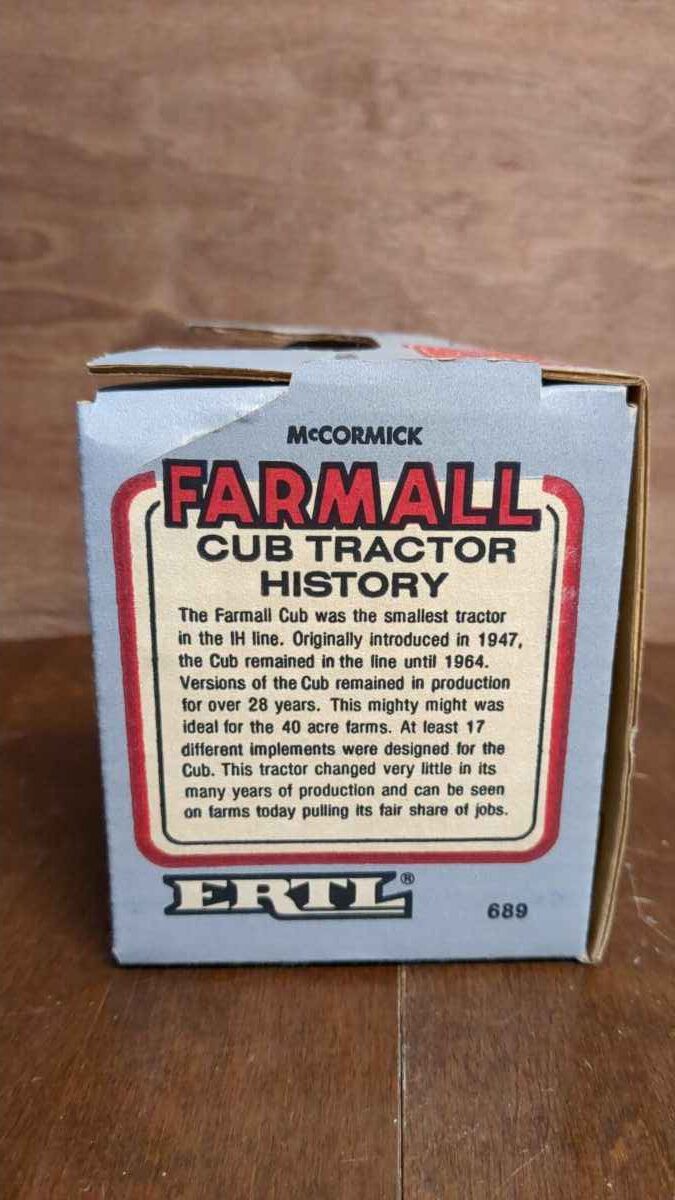 McCORMICK
FARMALL
CUB TRACTOR
HISTORY
The Farmall Cub was the smallest tractor
in the IH line. Originally introduced in 1947,
the Cub remained in the line until 1964.
Versions of the Cub remained in production
for over 28 years. This mighty might was
ideal for the 40 acre farms. At least 17
different implements were designed for the
Cub. This tractor changed very little in its
many years of production and can be seen
on farms today pulling its fair share of jobs.
ERTL®
689